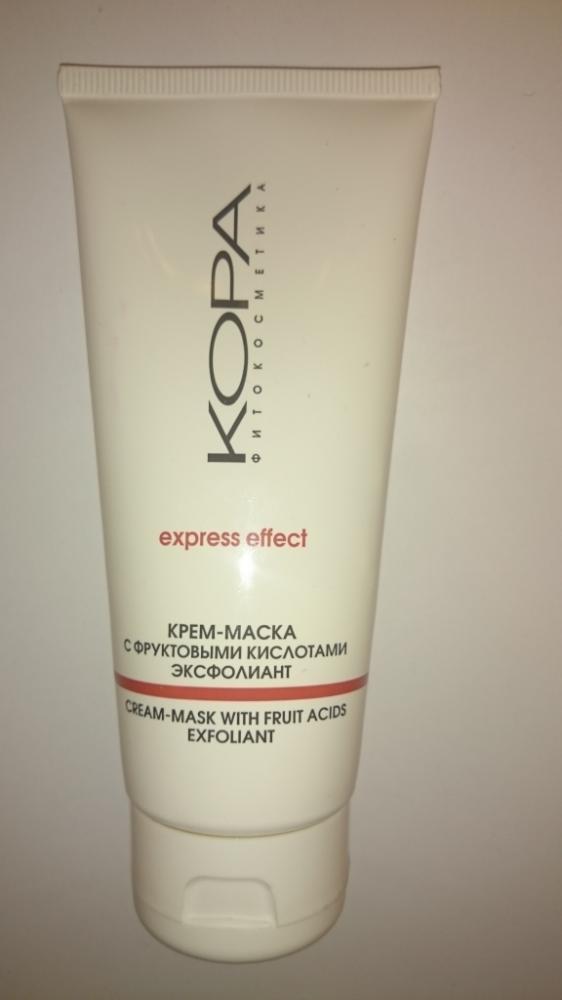 КОРА
ФИТОКОСМЕТИКА
express effect
КРЕМ-МАСКА
С ФРУКТОВЫМИ КИСЛОТАМИ
ЭКСФОЛИАНТ
CREAM-MASK WITH FRUIT ACIDS
EXFOLIANT